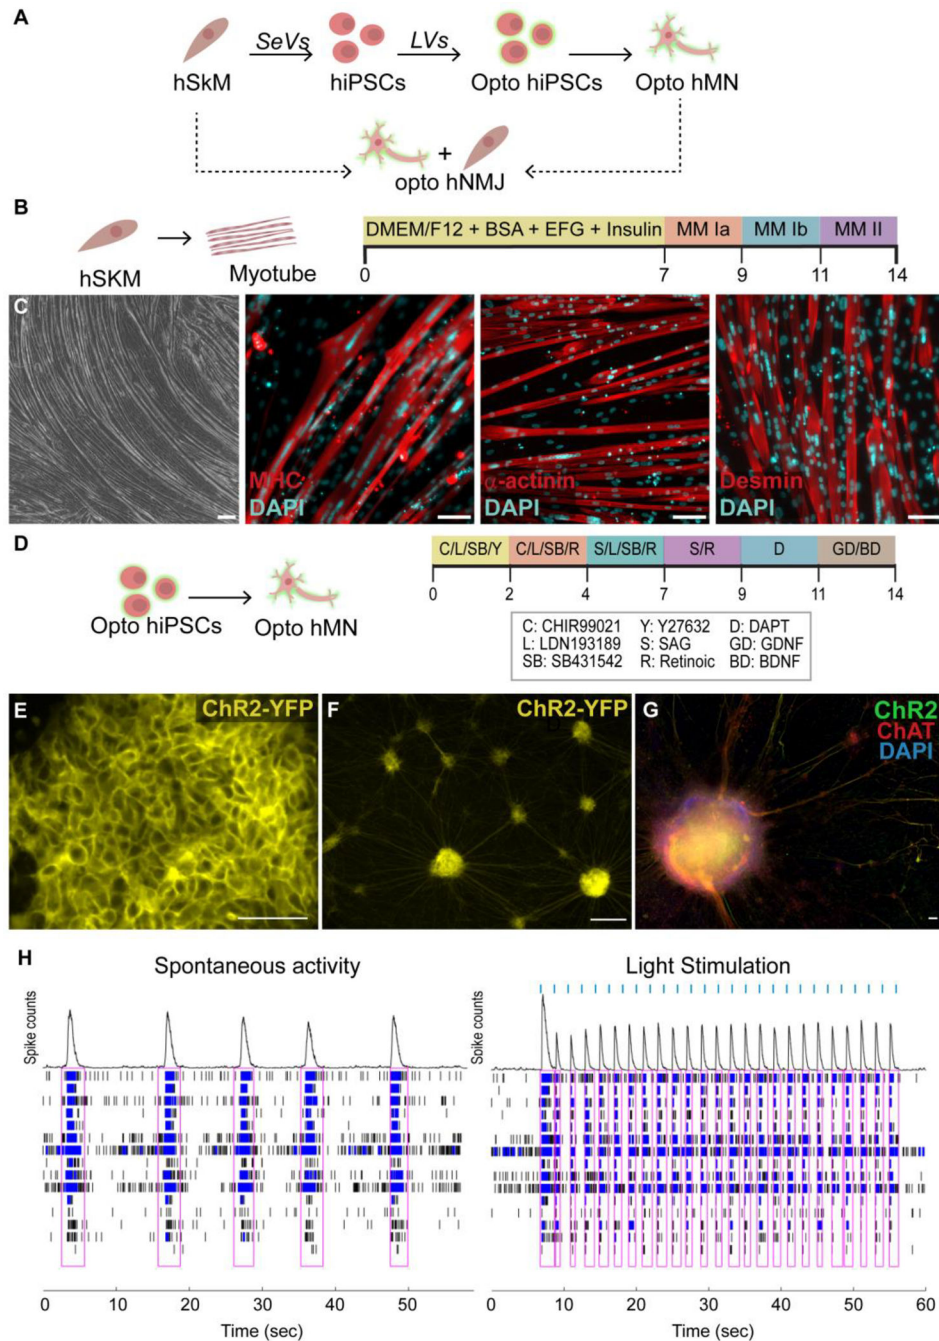 A
SeVs
LVs
hSkM
hiPSCs
Opto hiPSCs
Opto hMN
+
opto hNMJ
B
hSKM
Myotube
DMEM/F12 + BSA + EFG + Insulin
MM Ia
MM Ib
MM II
0 7 9 11 14
C
MHC
DAPI
α-actinin
DAPI
Desmin
DAPI
D
Opto hiPSCs
Opto hMN
C/L/SB/Y C/L/SB/R S/L/SB/R S/R D GD/BD
0 2 4 7 9 11 14
C: CHIR99021 Y: Y27632 D: DAPT
L: LDN193189 S: SAG GD: GDNF
SB: SB431542 R: Retinoic BD: BDNF
E
ChR2-YFP
F
ChR2-YFP
G
ChR2
ChAT
DAPI
H
Spontaneous activity
Spike counts
0 10 20 30 40 50
Time (sec)
Light Stimulation
Spike counts
0 10 20 30 40 50 60
Time (sec)